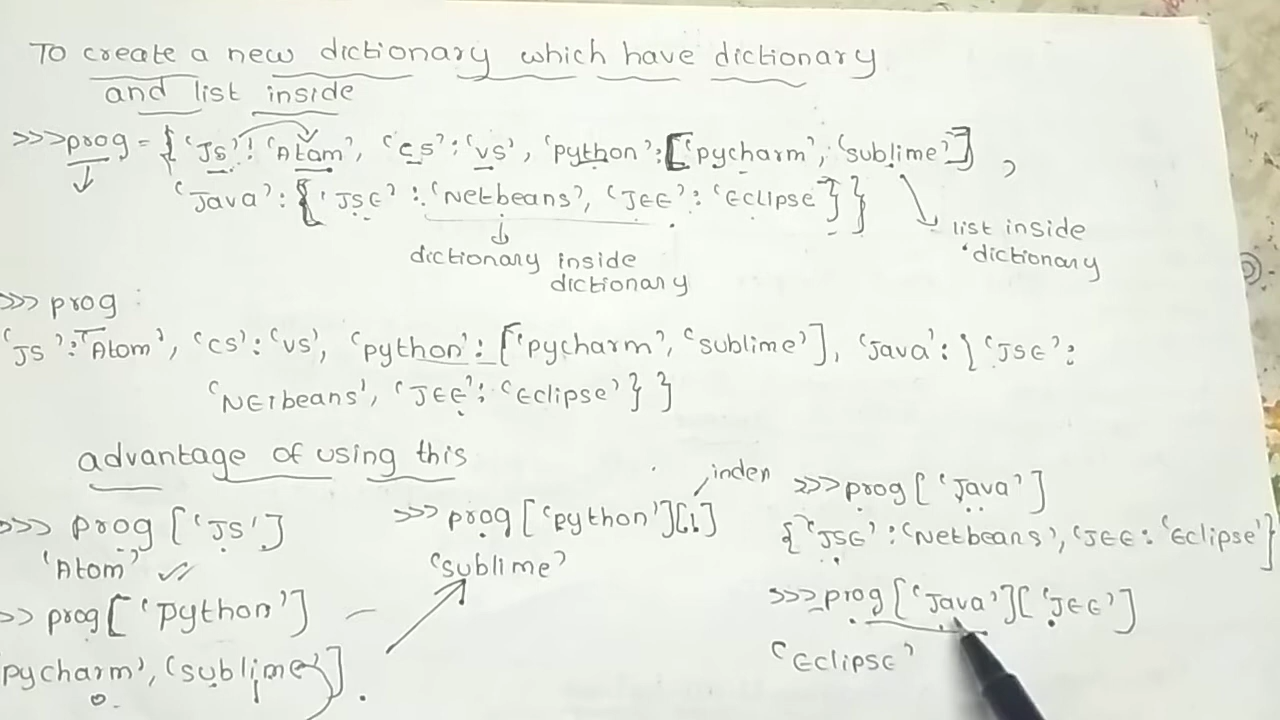 To create a new dictionary which have dictionary
and list inside
>>>prog = {'JS': 'Atom', 'CS': 'VS', 'python': ['pycharm', 'sublime'] ,
'Java': {'JSE' : 'Netbeans', 'JEE': 'Eclipse'}}
list inside
'dictionary
dictionary inside
dictionary
>>> prog :
'JS': 'Atom', 'CS': 'VS', 'python': ['pycharm', 'sublime'], 'Java': { 'JSE':
'NEtbeans', 'JEE': 'Eclipse' } }
advantage of using this
>>> prog ['JS']
'Atom'
>> prog ['python']
pycharm', 'sublime']
index
>>> prog ['python'][1]
'sublime'
>>> prog ['Java']
{'JSE' : 'Netbeans', 'JEE : 'Eclipse'}
>>> prog ['Java']['JEE']
'Eclipse'